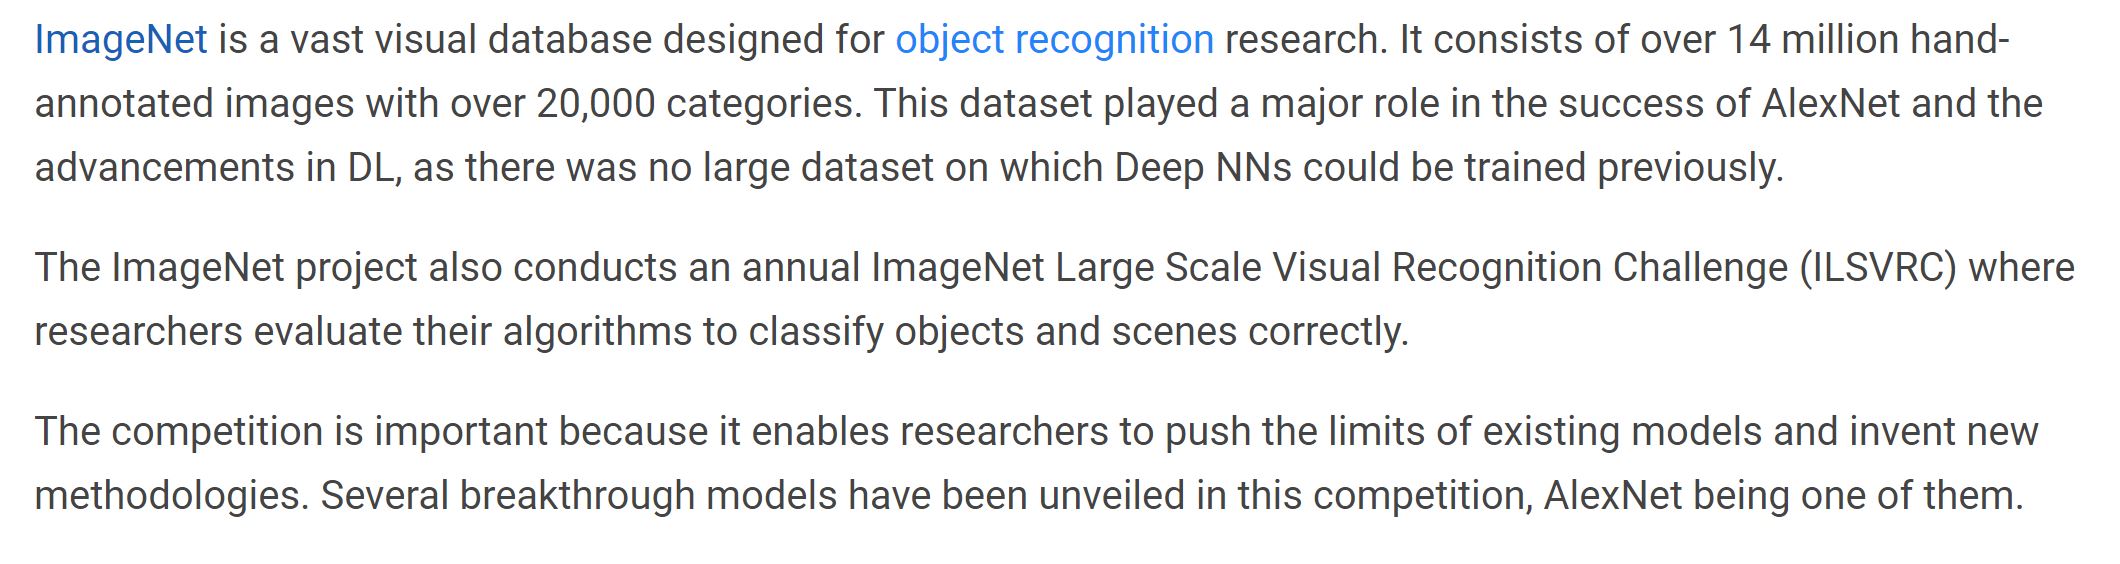 ImageNet is a vast visual database designed for object recognition research. It consists of over 14 million hand-
annotated images with over 20,000 categories. This dataset played a major role in the success of AlexNet and the
advancements in DL, as there was no large dataset on which Deep NNs could be trained previously.
The ImageNet project also conducts an annual ImageNet Large Scale Visual Recognition Challenge (ILSVRC) where
researchers evaluate their algorithms to classify objects and scenes correctly.
The competition is important because it enables researchers to push the limits of existing models and invent new
methodologies. Several breakthrough models have been unveiled in this competition, AlexNet being one of them.